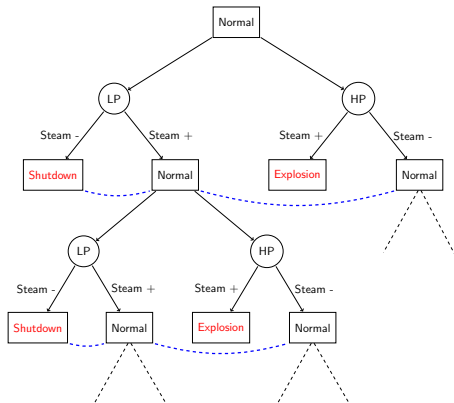 Normal
LP
HP
Steam -
Steam +
Steam +
Steam -
Shutdown
Normal
Explosion
Normal
LP
HP
Steam -
Steam +
Steam +
Steam -
Shutdown
Normal
Explosion
Normal